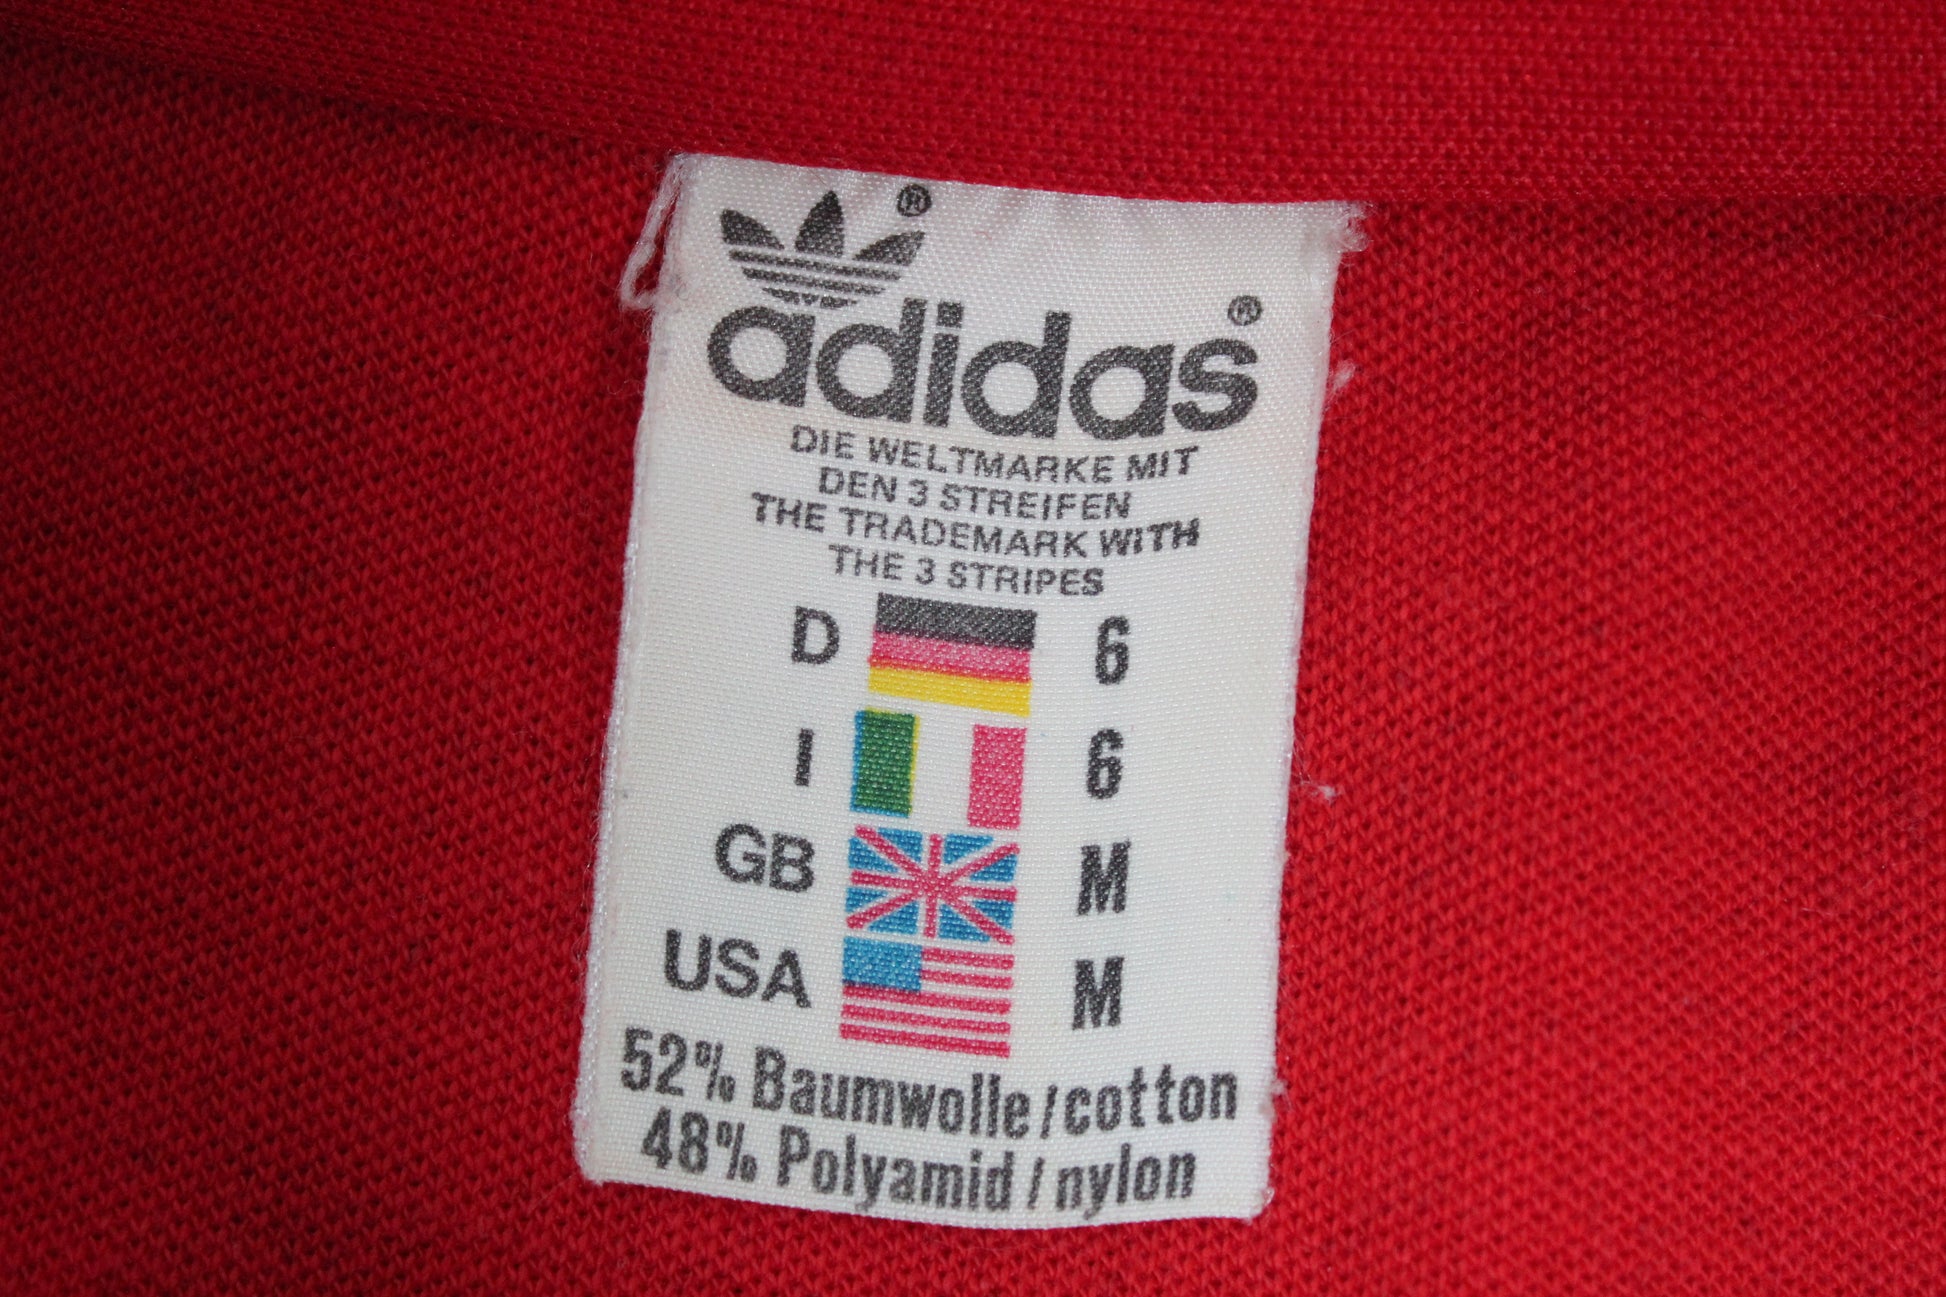 ®
adidas®
DIE WELTMARKE MIT
DEN 3 STREIFEN
THE TRADEMARK WITH
THE 3 STRIPES
D 6
I 6
GB M
USA M
52% Baumwolle/cotton
48% Polyamid/nylon